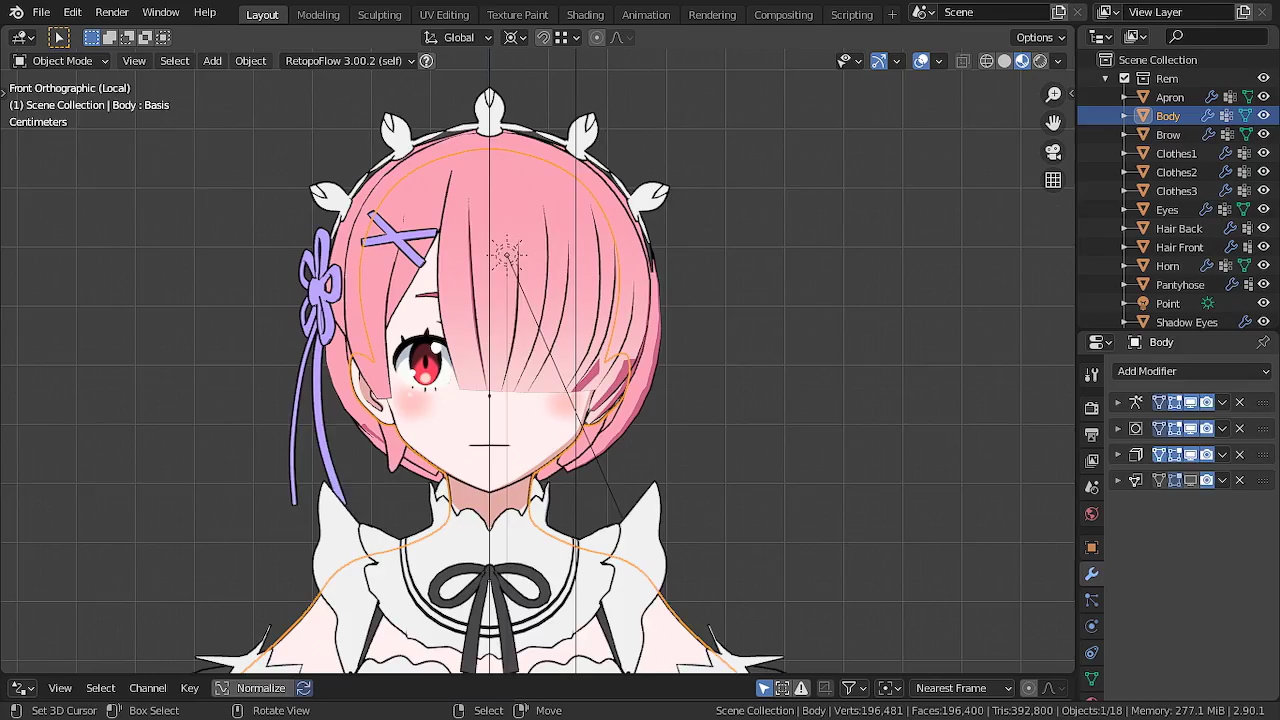 File Edit Render Window Help Layout Modeling Sculpting UV Editing Texture Paint Shading Animation Rendering Compositing Scripting + Scene View Layer
Global Options
Object Mode View Select Add Object RetopoFlow 3.00.2 (self)
Front Orthographic (Local)
(1) Scene Collection | Body : Basis
Centimeters
Scene Collection
Rem
Apron
Body
Brow
Clothes1
Clothes2
Clothes3
Eyes
Hair Back
Hair Front
Horn
Pantyhose
Point
Shadow Eyes
Body
Add Modifier
View Select Channel Key Normalize Nearest Frame
Set 3D Cursor Box Select Rotate View Select Move Scene Collection | Body | Verts:196,481 | Faces:196,400 | Tris:392,800 | Objects:1/18 | Memory: 277.1 MiB | 2.90.1